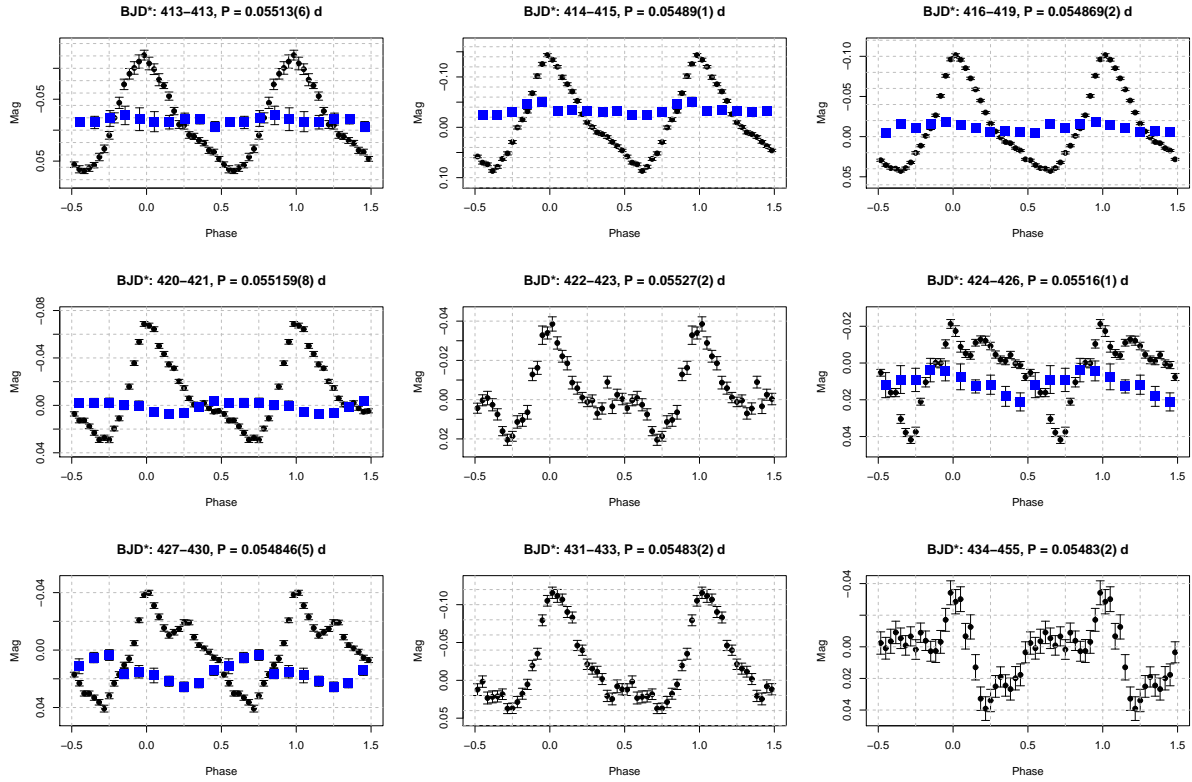 BJD*: 413−413, P = 0.05513(6) d
Mag
−0.05
0.05
−0.5 0.0 0.5 1.0 1.5
Phase
BJD*: 414−415, P = 0.05489(1) d
Mag
−0.10
0.00
0.10
−0.5 0.0 0.5 1.0 1.5
Phase
BJD*: 416−419, P = 0.054869(2) d
Mag
−0.10
−0.05
0.00
0.05
−0.5 0.0 0.5 1.0 1.5
Phase
BJD*: 420−421, P = 0.055159(8) d
Mag
−0.08
−0.04
0.00
0.04
−0.5 0.0 0.5 1.0 1.5
Phase
BJD*: 422−423, P = 0.05527(2) d
Mag
−0.04
−0.02
0.00
0.02
−0.5 0.0 0.5 1.0 1.5
Phase
BJD*: 424−426, P = 0.05516(1) d
Mag
−0.02
0.00
0.02
0.04
−0.5 0.0 0.5 1.0 1.5
Phase
BJD*: 427−430, P = 0.054846(5) d
Mag
−0.04
0.00
0.04
−0.5 0.0 0.5 1.0 1.5
Phase
BJD*: 431−433, P = 0.05483(2) d
Mag
−0.10
−0.05
0.00
0.05
−0.5 0.0 0.5 1.0 1.5
Phase
BJD*: 434−455, P = 0.05483(2) d
Mag
−0.04
−0.02
0.00
0.02
0.04
−0.5 0.0 0.5 1.0 1.5
Phase